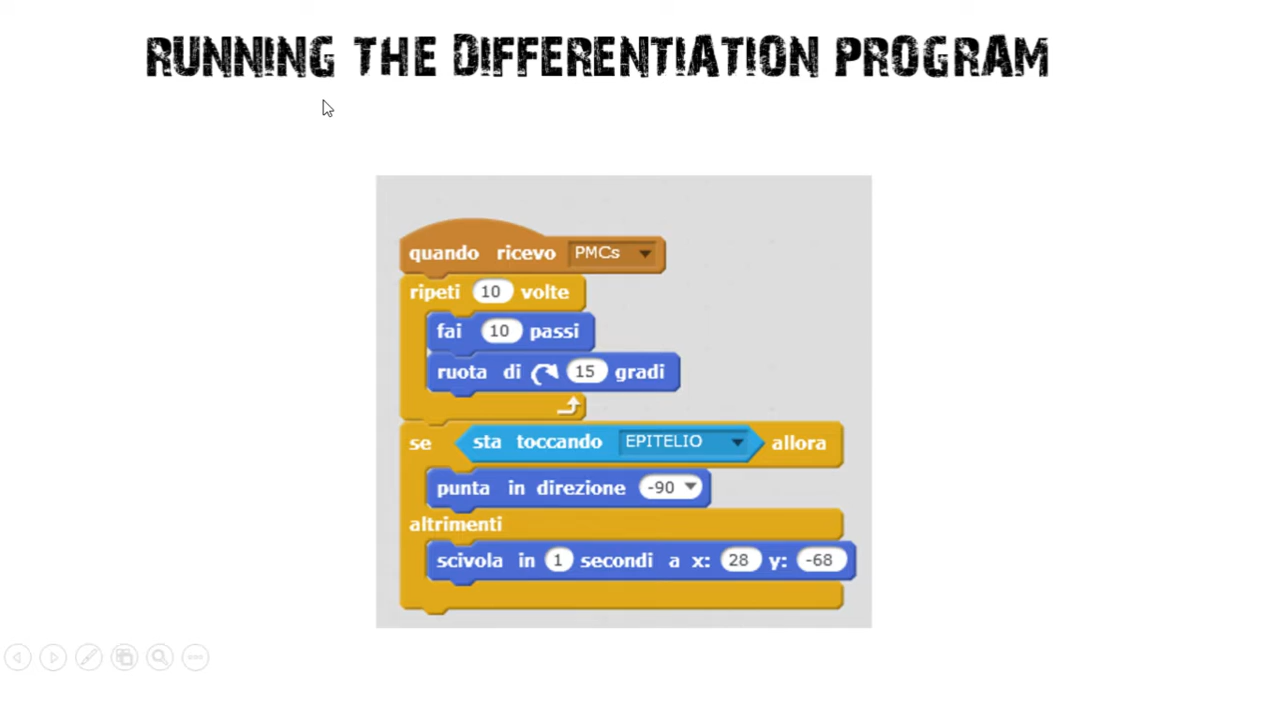 RUNNING THE DIFFERENTIATION PROGRAM
quando ricevo PMCs
ripeti 10 volte
fai 10 passi
ruota di 15 gradi
se sta toccando EPITELIO allora
punta in direzione -90
altrimenti
scivola in 1 secondi a x: 28 y: -68